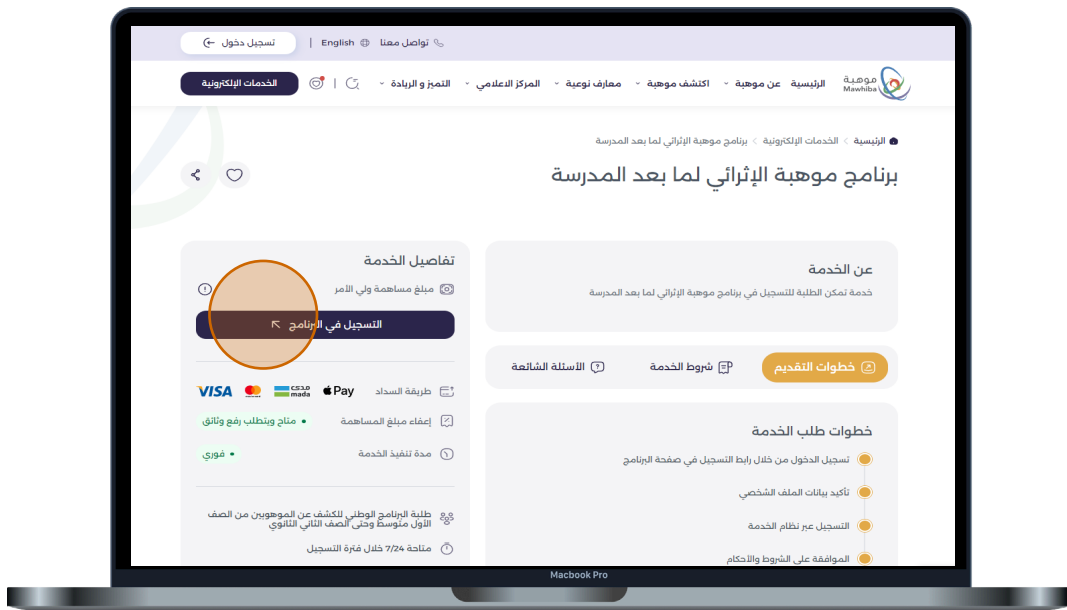 تواصل معنا
English
|
تسجيل دخول
موهبة
Mawhiba
الرئيسية
عن موهبة
اكتشف موهبة
معارف نوعية
المركز الاعلامي
التميز و الريادة
الخدمات الإلكترونية
الرئيسية > الخدمات الإلكترونية > برنامج موهبة الإثرائي لما بعد المدرسة
برنامج موهبة الإثرائي لما بعد المدرسة
عن الخدمة
خدمة تمكن الطلبة للتسجيل في برنامج موهبة الإثرائي لما بعد المدرسة
خطوات التقديم
شروط الخدمة
الأسئلة الشائعة
خطوات طلب الخدمة
تسجيل الدخول من خلال رابط التسجيل في صفحة البرنامج
تأكيد بيانات الملف الشخصي
التسجيل عبر نظام الخدمة
الموافقة على الشروط والأحكام
تفاصيل الخدمة
مبلغ مساهمة ولي الأمر
التسجيل في البرنامج
طريقة السداد
Pay
مدى
mada
VISA
إعفاء مبلغ المساهمة
• متاح ويتطلب رفع وثائق
مدة تنفيذ الخدمة
• فوري
طلبة البرنامج الوطني للكشف عن الموهوبين من الصف
الأول متوسط وحتى الصف الثاني الثانوي
متاحة 7/24 خلال فترة التسجيل
Macbook Pro